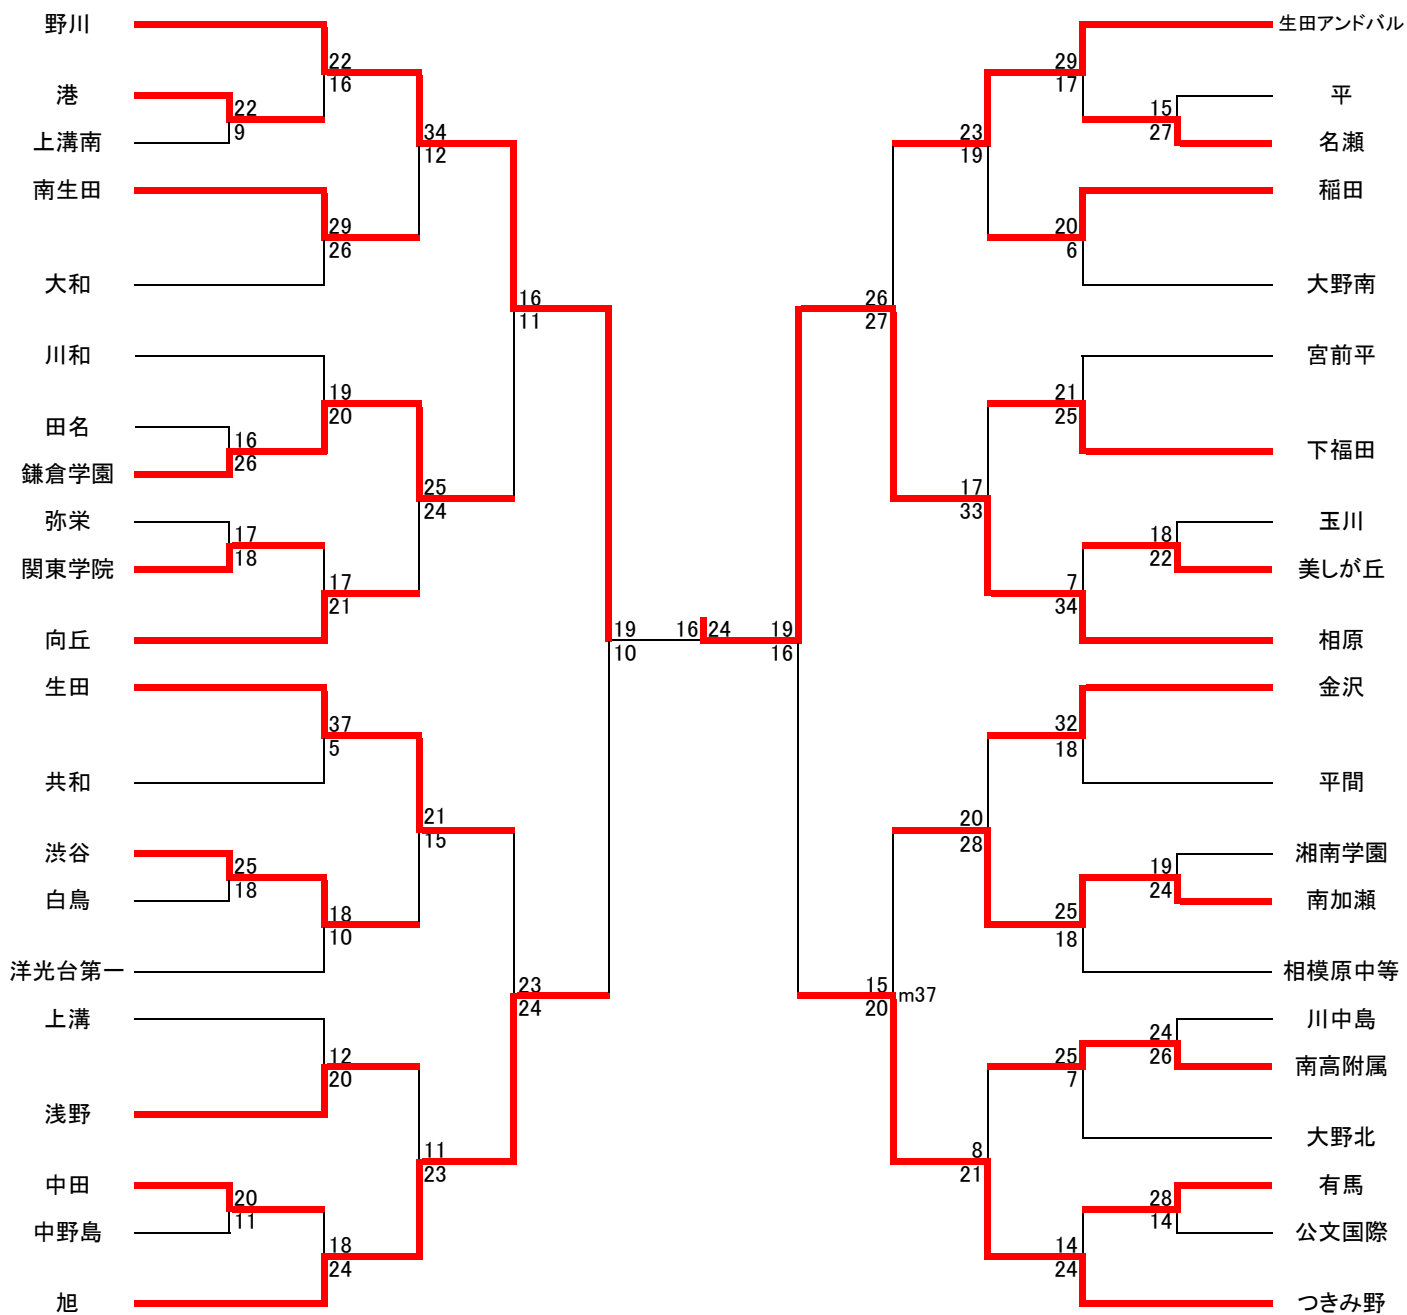 野川
港
上溝南
南生田
大和
川和
田名
鎌倉学園
弥栄
関東学院
向丘
生田
共和
渋谷
白鳥
洋光台第一
上溝
浅野
中田
中野島
旭
22
9
16
26
17
18
25
18
20
11
22
16
29
26
19
20
17
21
37
5
18
10
12
20
18
24
34
12
25
24
21
15
11
23
16
11
23
24
19
10
16
24
19
16
26
27
15
20
m37
23
19
17
33
20
28
8
21
29
17
20
6
21
25
7
34
32
18
25
18
25
7
14
24
15
27
18
22
19
24
24
26
28
14
生田アンドバル
平
名瀬
稲田
大野南
宮前平
下福田
玉川
美しが丘
相原
金沢
平間
湘南学園
南加瀬
相模原中等
川中島
南高附属
大野北
有馬
公文国際
つきみ野